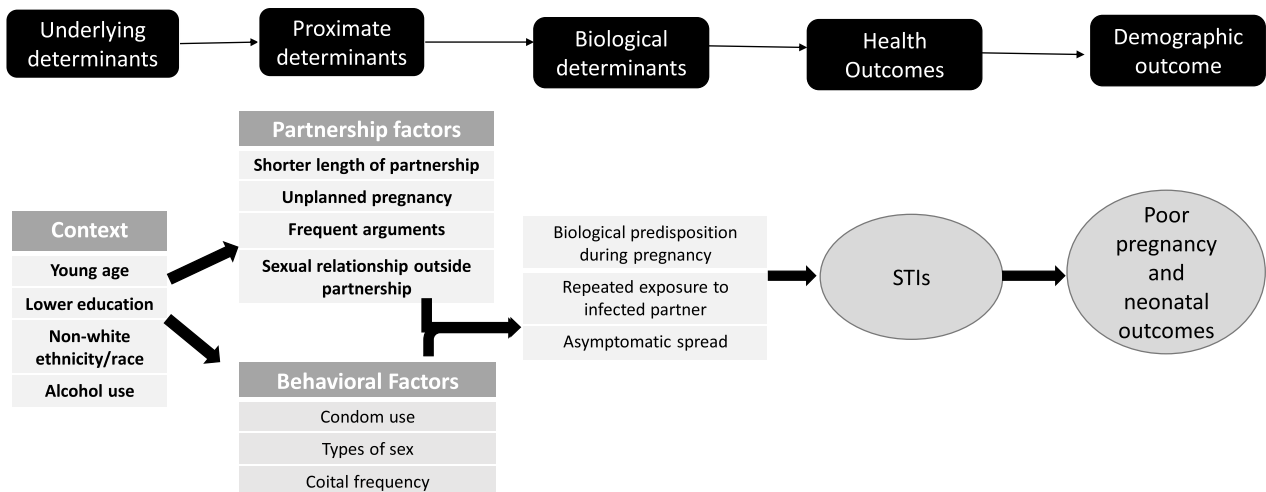 Underlying
determinants
Proximate
determinants
Biological
determinants
Health
Outcomes
Demographic
outcome
Partnership factors
Shorter length of partnership
Unplanned pregnancy
Frequent arguments
Sexual relationship outside
partnership
Context
Young age
Lower education
Non-white
ethnicity/race
Alcohol use
Behavioral Factors
Condom use
Types of sex
Coital frequency
Biological predisposition
during pregnancy
Repeated exposure to
infected partner
Asymptomatic spread
STIs
Poor
pregnancy
and
neonatal
outcomes